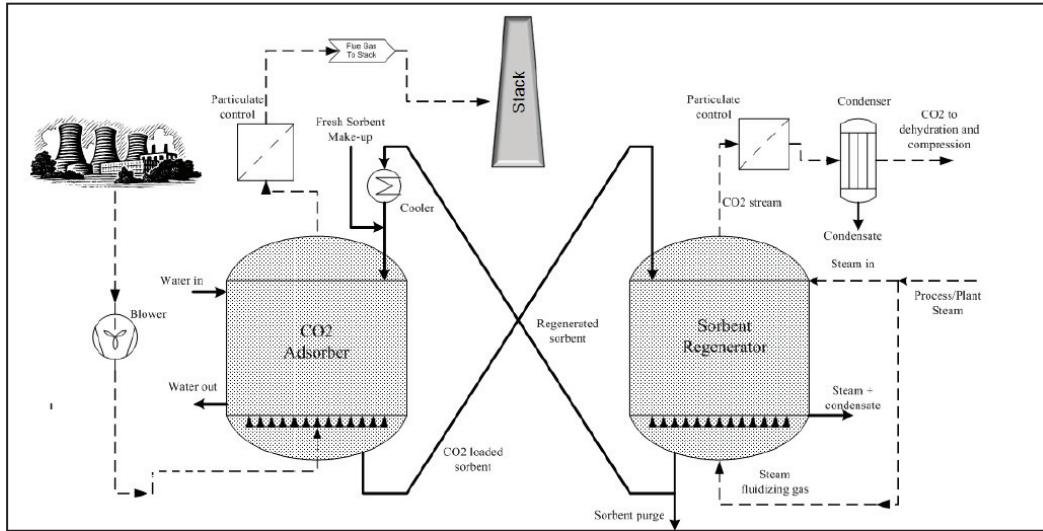 Flue Gas
To Stack
Stack
Particulate
control
Fresh Sorbent
Make-up
Cooler
Particulate
control
Condenser
CO2 to
dehydration and
compression
CO2 stream
Condensate
Water in
Steam in
Process/Plant
Steam
Blower
CO2
Adsorber
Regenerated
sorbent
Sorbent
Regenerator
Water out
Steam +
condensate
CO2 loaded
sorbent
Steam
fluidizing gas
Sorbent purge